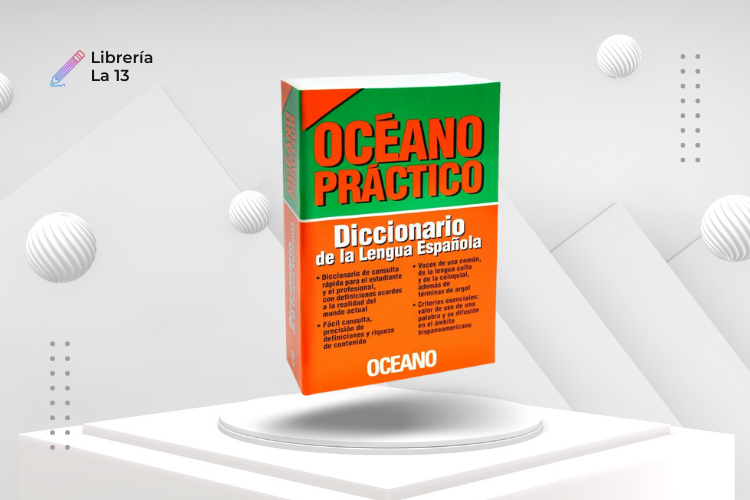 Librería
La 13
OCÉANO
PRÁCTICO
Diccionario
de la Lengua Española
• Diccionario de consulta
rápida para el estudiante
y el profesional,
con definiciones acordes
a la realidad del
mundo actual
• Fácil consulta,
precisión de
definiciones y riqueza
de contenido
• Voces de uso común,
de la lengua culta
y de la coloquial,
además de
términos de argot
• Criterios esenciales:
valor de uso de una
palabra y su difusión
en el ámbito
hispanoamericano
OCEANO